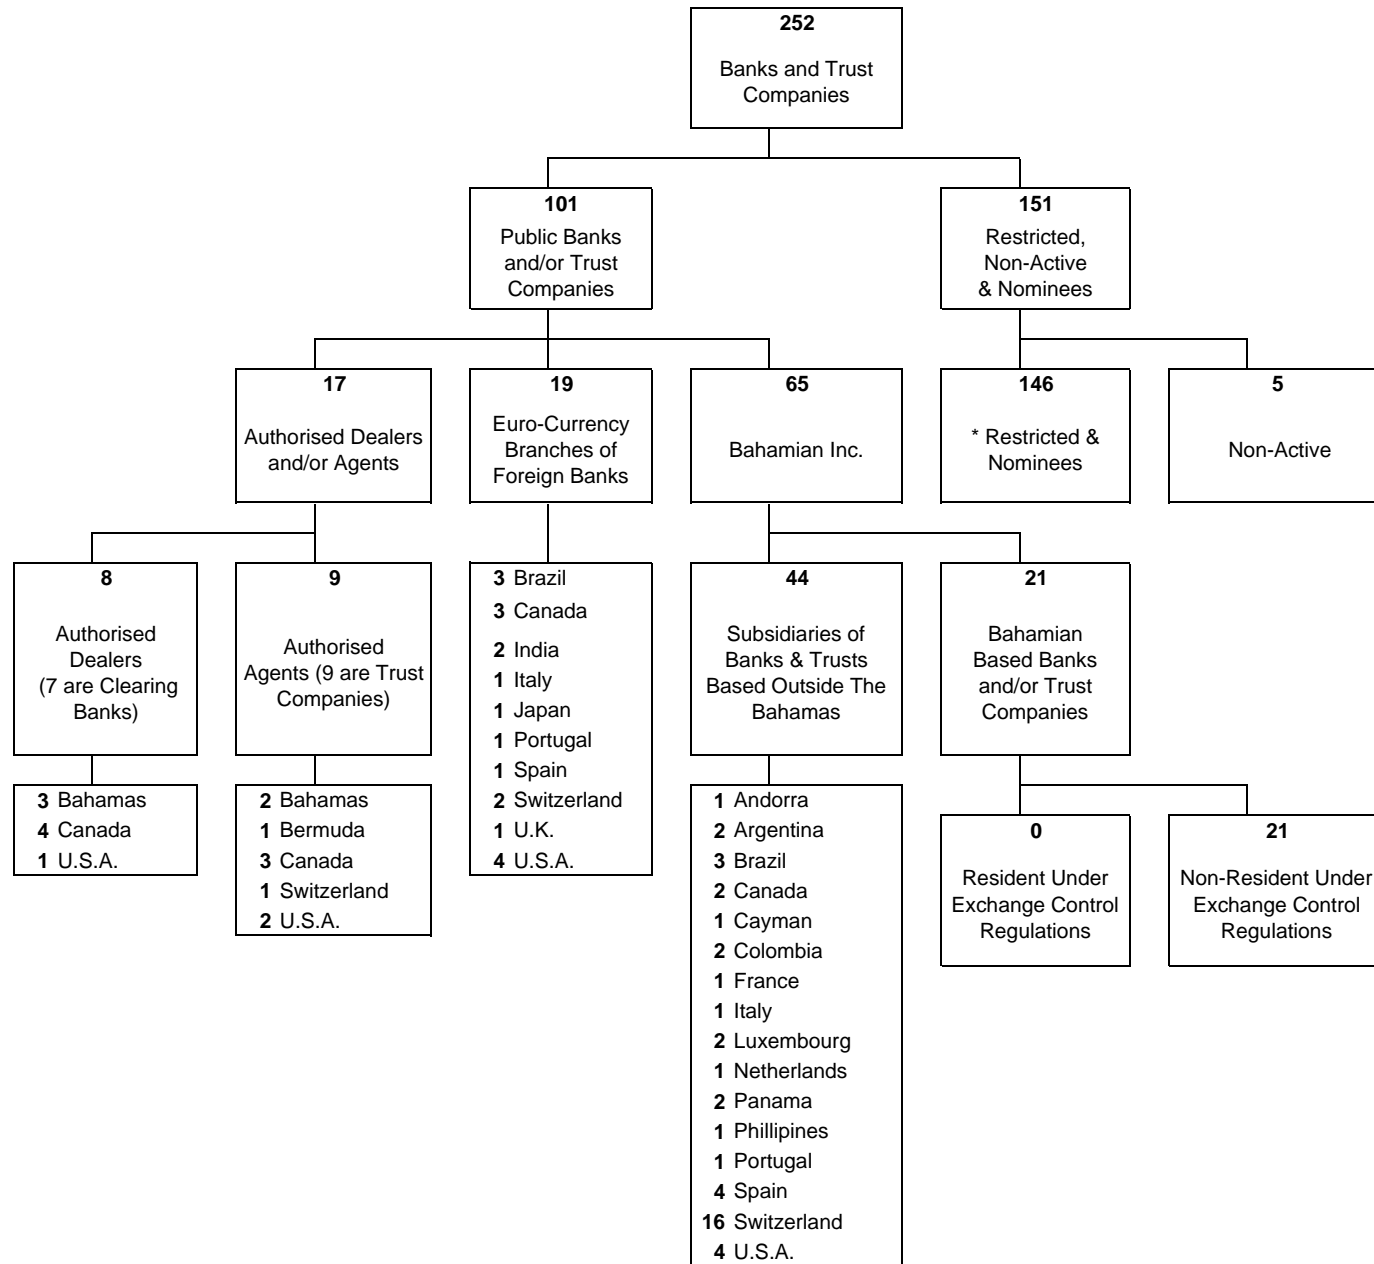 252
Banks and Trust
Companies
101
Public Banks
and/or Trust
Companies
151
Restricted,
Non-Active
& Nominees
17
Authorised Dealers
and/or Agents
19
Euro-Currency
Branches of
Foreign Banks
65
Bahamian Inc.
146
* Restricted &
Nominees
5
Non-Active
8
Authorised
Dealers
(7 are Clearing
Banks)
9
Authorised
Agents (9 are Trust
Companies)
3 Brazil
3 Canada
2 India
1 Italy
1 Japan
1 Portugal
1 Spain
2 Switzerland
1 U.K.
4 U.S.A.
44
Subsidiaries of
Banks & Trusts
Based Outside The
Bahamas
21
Bahamian
Based Banks
and/or Trust
Companies
3 Bahamas
4 Canada
1 U.S.A.
2 Bahamas
1 Bermuda
3 Canada
1 Switzerland
2 U.S.A.
1 Andorra
2 Argentina
3 Brazil
2 Canada
1 Cayman
2 Colombia
1 France
1 Italy
2 Luxembourg
1 Netherlands
2 Panama
1 Phillipines
1 Portugal
4 Spain
16 Switzerland
4 U.S.A.
0
Resident Under
Exchange Control
Regulations
21
Non-Resident Under
Exchange Control
Regulations